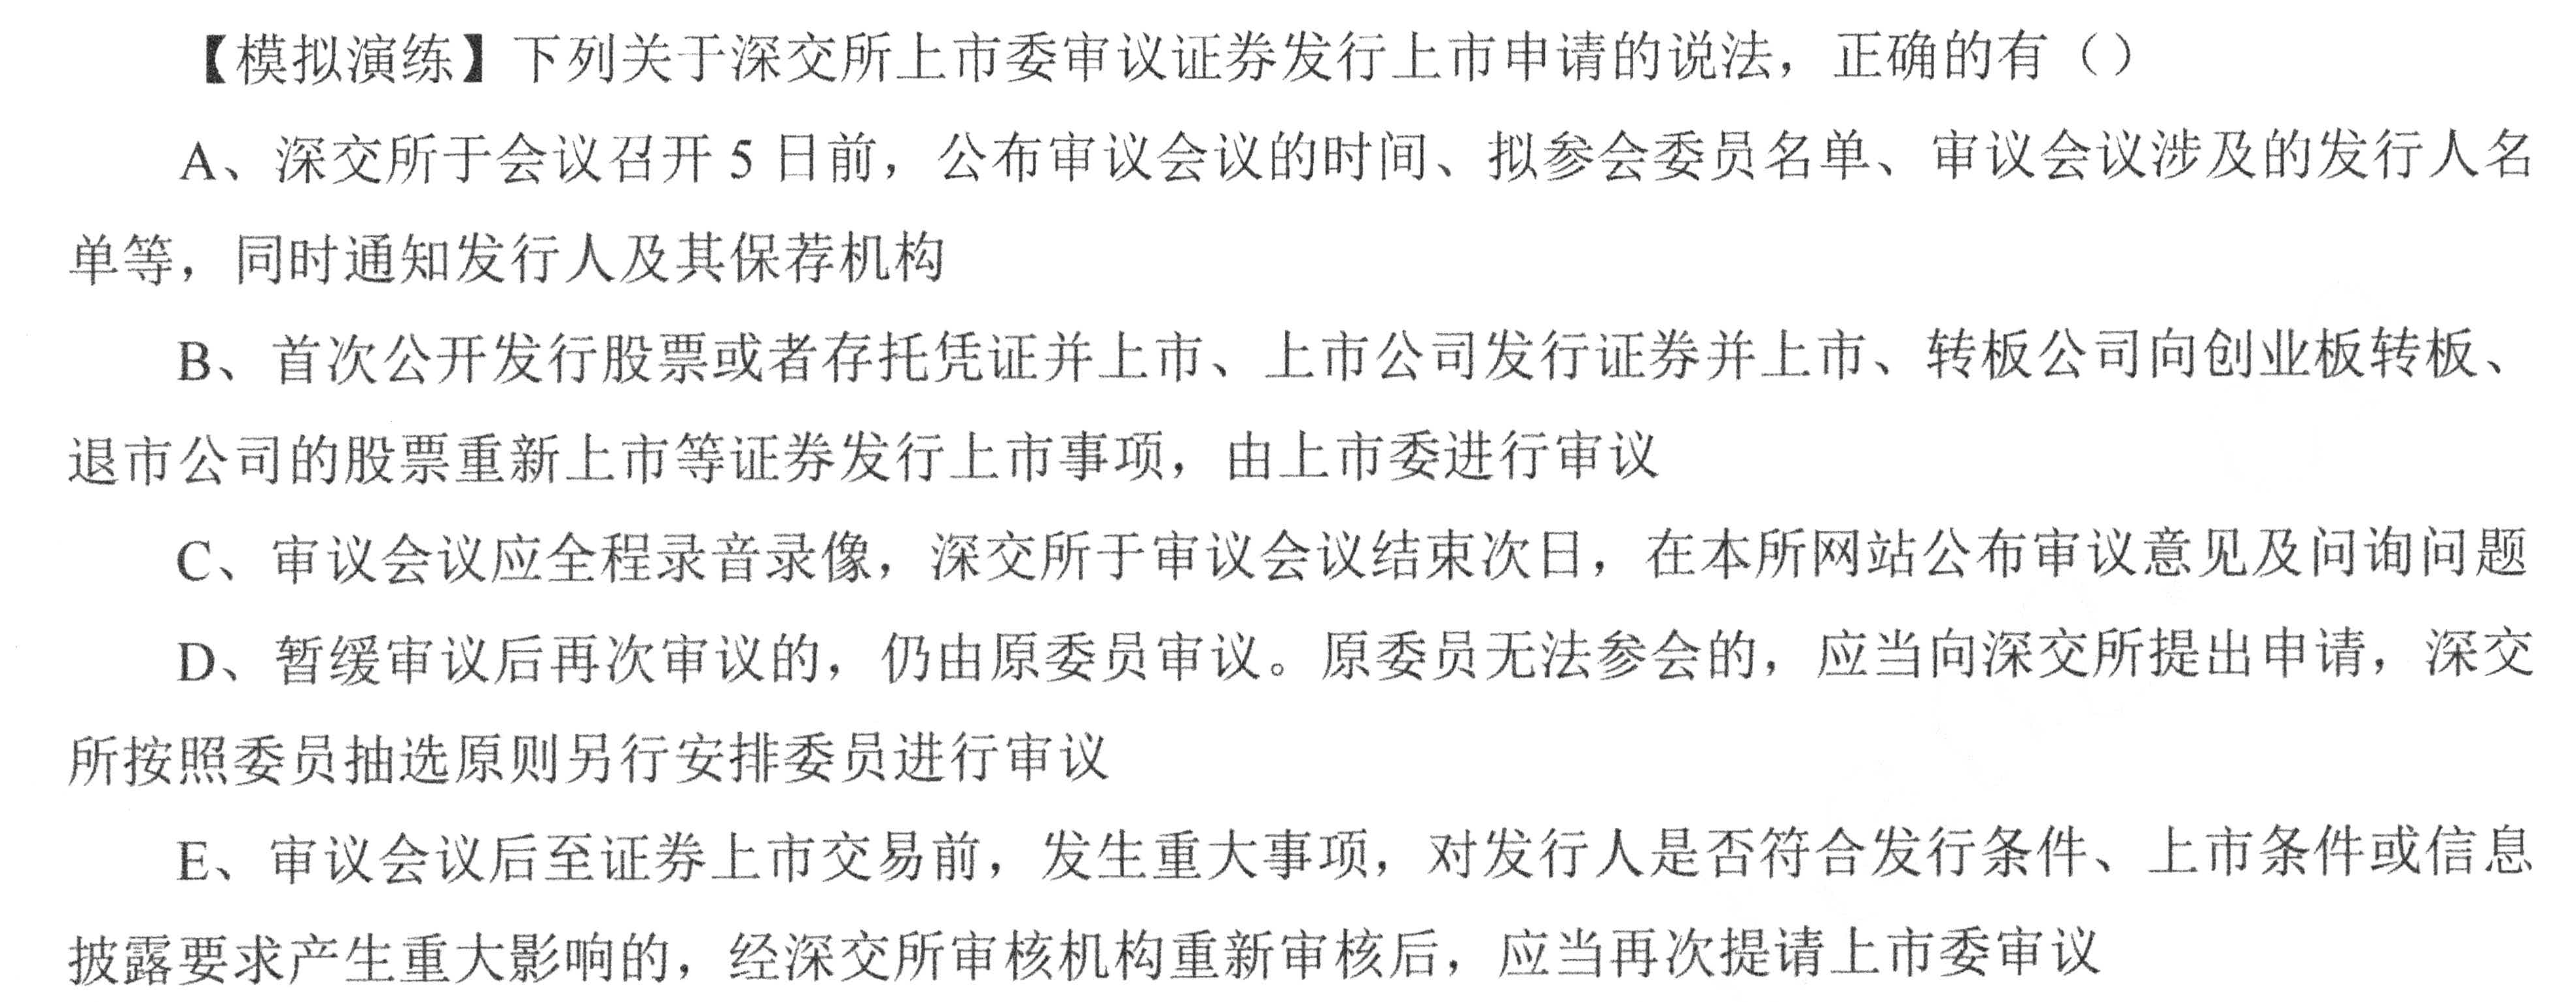 【模拟演练】下列关于深交所上市委审议证券发行上市申请的说法，正确的有（）
A、深交所于会议召开 5 日前，公布审议会议的时间、拟参会委员名单、审议会议涉及的发行人名
单等，同时通知发行人及其保荐机构
B、首次公开发行股票或者存托凭证并上市、上市公司发行证券并上市、转板公司向创业板转板、
退市公司的股票重新上市等证券发行上市事项，由上市委进行审议
C、审议会议应全程录音录像，深交所于审议会议结束次日，在本所网站公布审议意见及问询问题
D、暂缓审议后再次审议的，仍由原委员审议。原委员无法参会的，应当向深交所提出申请，深交
所按照委员抽选原则另行安排委员进行审议
E、审议会议后至证券上市交易前，发生重大事项，对发行人是否符合发行条件、上市条件或信息
披露要求产生重大影响的，经深交所审核机构重新审核后，应当再次提请上市委审议